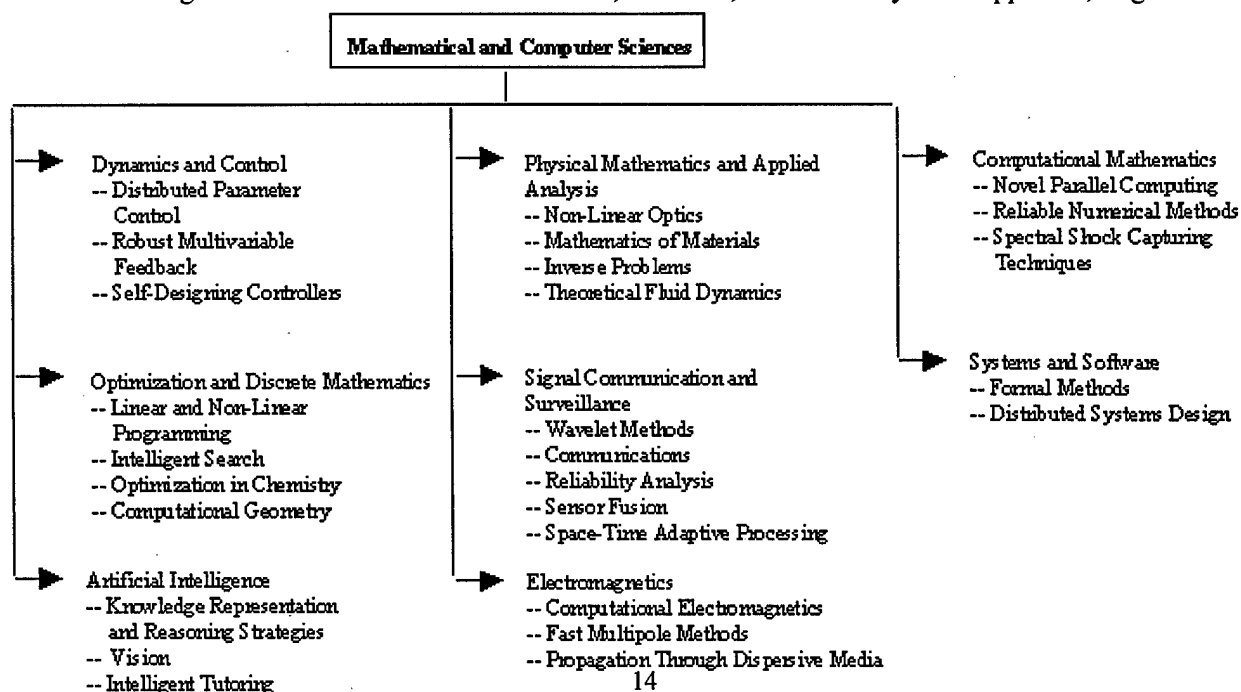 Mathematical and Computer Sciences
Dynamics and Control
-- Distributed Parameter
Control
-- Robust Multivariable
Feedback
-- Self-Designing Controllers
Optimization and Discrete Mathematics
-- Linear and Non-Linear
Programming
-- Intelligent Search
-- Optimization in Chemistry
-- Computational Geometry
Artificial Intelligence
-- Knowledge Representation
and Reasoning Strategies
-- Vision
-- Intelligent Tutoring
Physical Mathematics and Applied
Analysis
-- Non-Linear Optics
-- Mathematics of Materials
-- Inverse Problems
-- Theoretical Fluid Dynamics
Signal Communication and
Surveillance
-- Wavelet Methods
-- Communications
-- Reliability Analysis
-- Sensor Fusion
-- Space-Time Adaptive Processing
Electromagnetics
-- Computational Electromagnetics
-- Fast Multipole Methods
-- Propagation Through Dispersive Media
Computational Mathematics
-- Novel Parallel Computing
-- Reliable Numerical Methods
-- Spectral Shock Capturing
Techniques
Systems and Software
-- Formal Methods
-- Distributed Systems Design
14